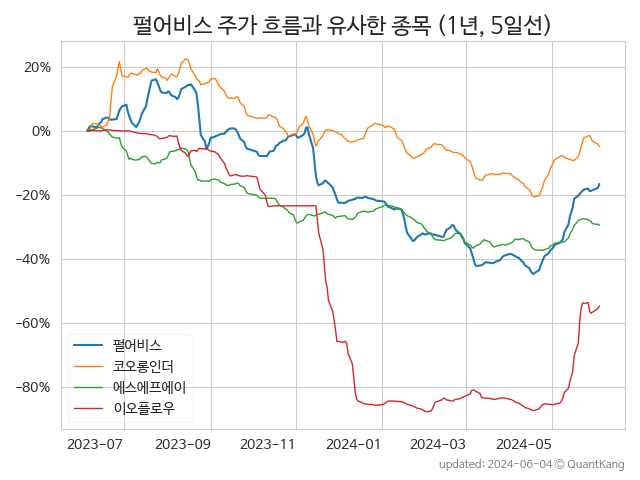 펄어비스 주가 흐름과 유사한 종목 (1년, 5일선)
20%
0%
−20%
−40%
−60%
−80%
펄어비스
코오롱인더
에스에프에이
이오플로우
2023-07
2023-09
2023-11
2024-01
2024-03
2024-05
updated: 2024-06-04 © QuantKang